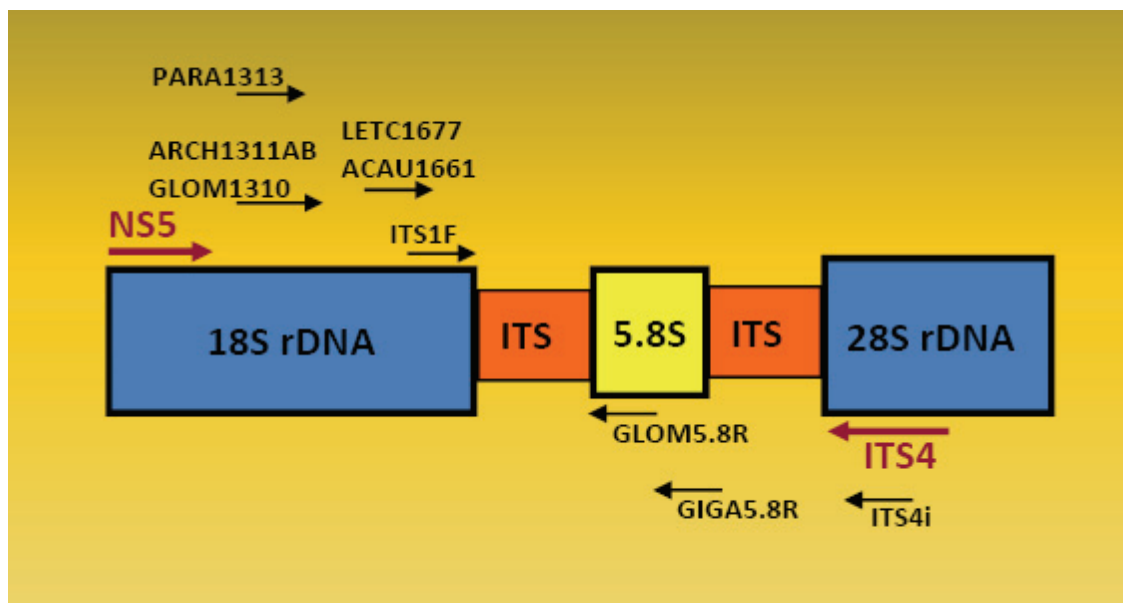 PARA1313
ARCH1311AB
GLOM1310
LETC1677
ACAU1661
NS5
ITS1F
18S rDNA
ITS
5.8S
ITS
28S rDNA
GLOM5.8R
ITS4
GIGA5.8R
ITS4i